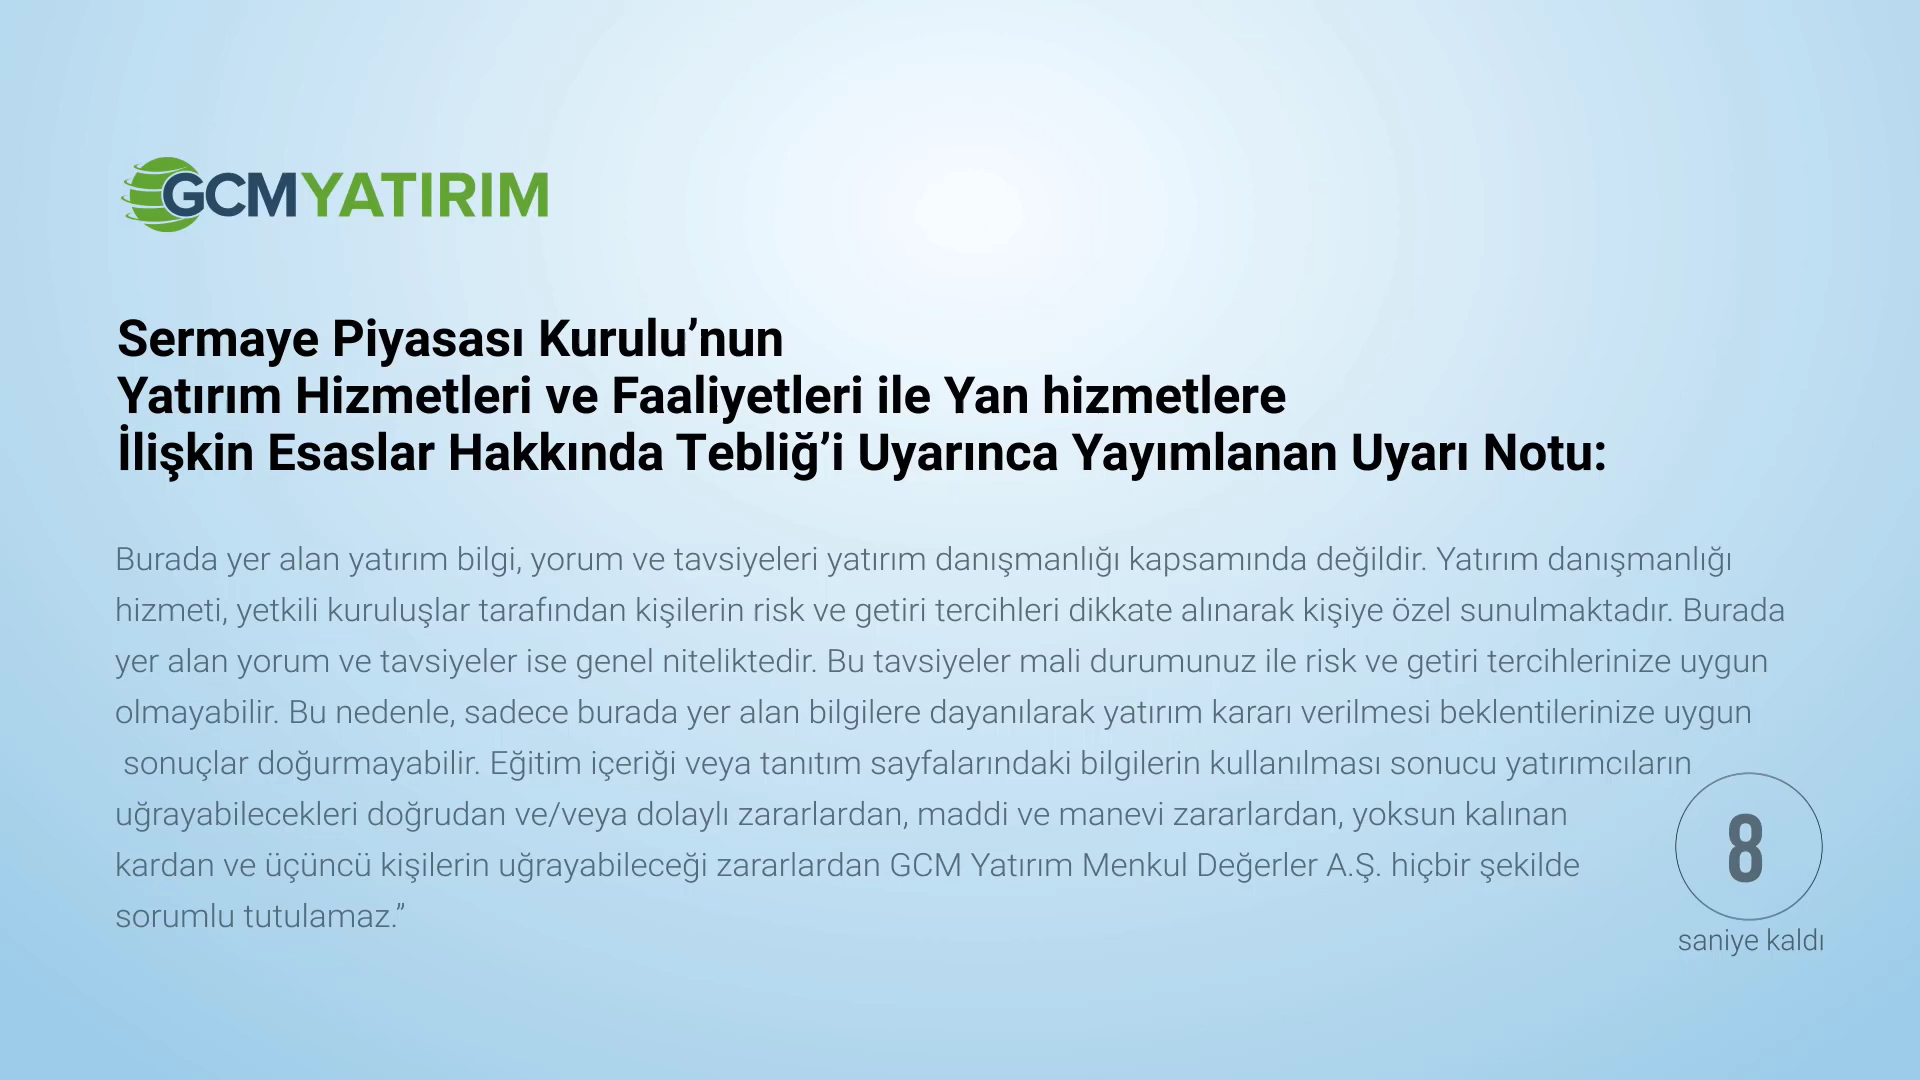 GCM YATIRIM
Sermaye Piyasası Kurulu’nun
Yatırım Hizmetleri ve Faaliyetleri ile Yan hizmetlere
İlişkin Esaslar Hakkında Tebliğ’i Uyarınca Yayımlanan Uyarı Notu:
Burada yer alan yatırım bilgi, yorum ve tavsiyeleri yatırım danışmanlığı kapsamında değildir. Yatırım danışmanlığı
hizmeti, yetkili kuruluşlar tarafından kişilerin risk ve getiri tercihleri dikkate alınarak kişiye özel sunulmaktadır. Burada
yer alan yorum ve tavsiyeler ise genel niteliktedir. Bu tavsiyeler mali durumunuz ile risk ve getiri tercihlerinize uygun
olmayabilir. Bu nedenle, sadece burada yer alan bilgilere dayanılarak yatırım kararı verilmesi beklentilerinize uygun
sonuçlar doğurmayabilir. Eğitim içeriği veya tanıtım sayfalarındaki bilgilerin kullanılması sonucu yatırımcıların
uğrayabilecekleri doğrudan ve/veya dolaylı zararlardan, maddi ve manevi zararlardan, yoksun kalınan
kardan ve üçüncü kişilerin uğrayabileceği zararlardan GCM Yatırım Menkul Değerler A.Ş. hiçbir şekilde
sorumlu tutulamaz.”
8
saniye kaldı